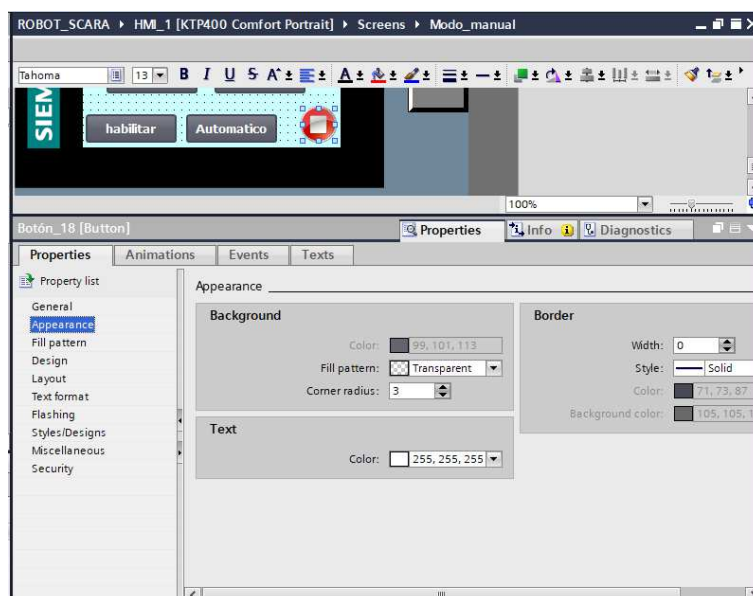 ROBOT_SCARA ▸ HMI_1 [KTP400 Comfort Portrait] ▸ Screens ▸ Modo_manual
Tahoma 13 B I U S A A
SIEM
habilitar Automatico
100%
Botón_18 [Button] Properties Info Diagnostics
Properties Animations Events Texts
Property list
General
Appearance
Fill pattern
Design
Layout
Text format
Flashing
Styles/Designs
Miscellaneous
Security
Appearance
Background
Color: 99, 101, 113
Fill pattern: Transparent
Corner radius: 3
Text
Color: 255, 255, 255
Border
Width: 0
Style: Solid
Color: 71, 73, 87
Background color: 105, 105, 1